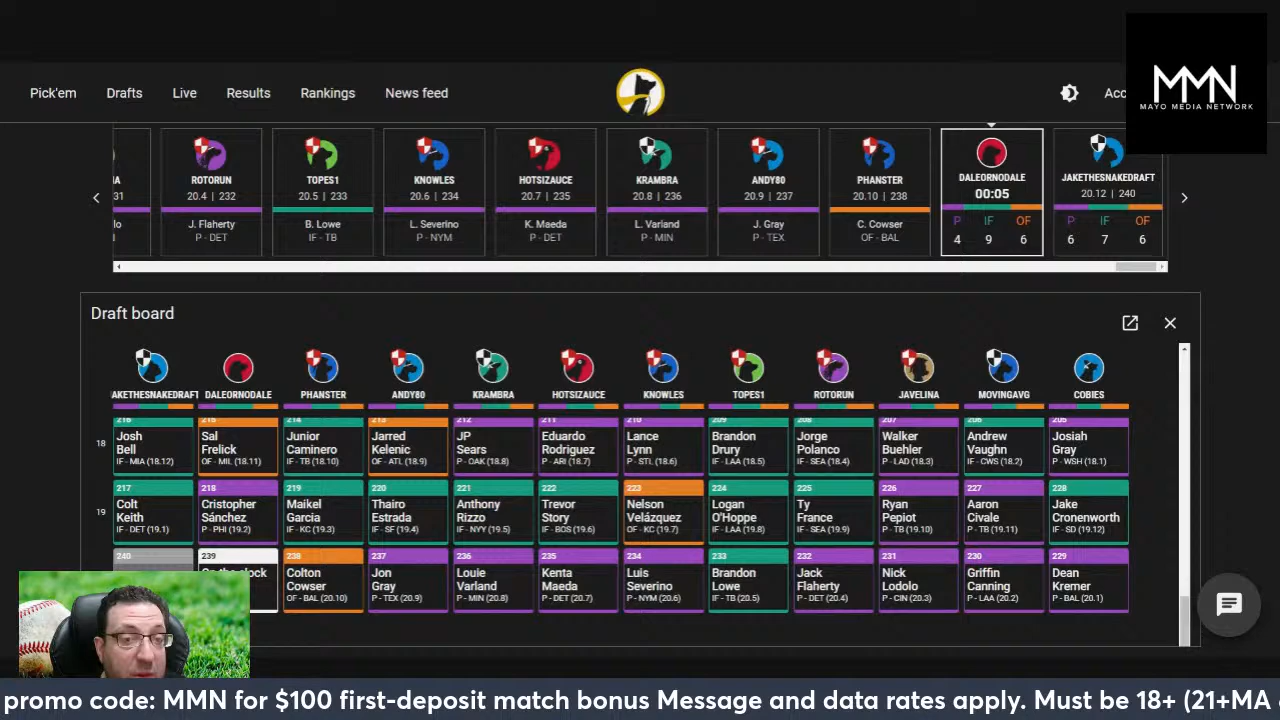 MMN
MAYO MEDIA NETWORK
Pick'em Drafts Live Results Rankings News feed
31 ROTORUN TOPES1 KNOWLES HOTSIZAUCE KRAMBRA ANDY80 PHANSTER DALEORNODALE JAKETHESNAKEDRAFT
20.4 | 232 20.5 | 233 20.6 | 234 20.7 | 235 20.8 | 236 20.9 | 237 20.10 | 238 00:05 20.12 | 240
J. Flaherty B. Lowe L. Severino K. Maeda L. Varland J. Gray C. Cowser P IF OF P IF OF
P - DET IF - TB P - NYM P - DET P - MIN P - TEX OF - BAL 4 9 6 6 7 6
Draft board
AKETHESNAKEDRAFT DALEORNODALE PHANSTER ANDY80 KRAMBRA HOTSIZAUCE KNOWLES TOPES1 ROTORUN JAVELINA MOVINGAVG COBIES
216 215 214 213 212 211 210 209 208 207 206 205
18 Josh Sal Junior Jarred JP Eduardo Lance Brandon Jorge Walker Andrew Josiah
Bell Frelick Caminero Kelenic Sears Rodriguez Lynn Drury Polanco Buehler Vaughn Gray
IF - MIA (18.12) OF - MIL (18.11) IF - TB (18.10) OF - ATL (18.9) P - OAK (18.8) P - ARI (18.7) P - STL (18.6) IF - LAA (18.5) IF - SEA (18.4) P - LAD (18.3) IF - CWS (18.2) P - WSH (18.1)
217 218 219 220 221 222 223 224 225 226 227 228
19 Colt Cristopher Maikel Thairo Anthony Trevor Nelson Logan Ty Ryan Aaron Jake
Keith Sánchez Garcia Estrada Rizzo Story Velázquez O'Hoppe France Pepiot Civale Cronenworth
IF - DET (19.1) P - PHI (19.2) IF - KC (19.3) IF - SF (19.4) IF - NYY (19.5) IF - BOS (19.6) OF - KC (19.7) IF - LAA (19.8) IF - SEA (19.9) P - TB (19.10) P - TB (19.11) IF - SD (19.12)
240 239 238 237 236 235 234 233 232 231 230 229
Colton Jon Louie Kenta Luis Brandon Jack Nick Griffin Dean
Cowser Gray Varland Maeda Severino Lowe Flaherty Lodolo Canning Kremer
OF - BAL (20.10) P - TEX (20.9) P - MIN (20.8) P - DET (20.7) P - NYM (20.6) IF - TB (20.5) P - DET (20.4) P - CIN (20.3) P - LAA (20.2) P - BAL (20.1)
promo code: MMN for $100 first-deposit match bonus Message and data rates apply. Must be 18+ (21+MA